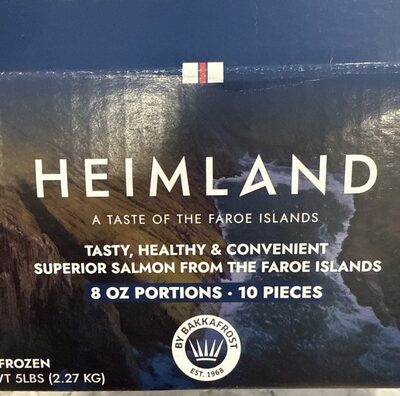 HEIMLAND
A TASTE OF THE FAROE ISLANDS
TASTY, HEALTHY & CONVENIENT
SUPERIOR SALMON FROM THE FAROE ISLANDS
8 OZ PORTIONS · 10 PIECES
BY BAKKAFROST
EST. 1968
FROZEN
WT 5LBS (2.27 KG)